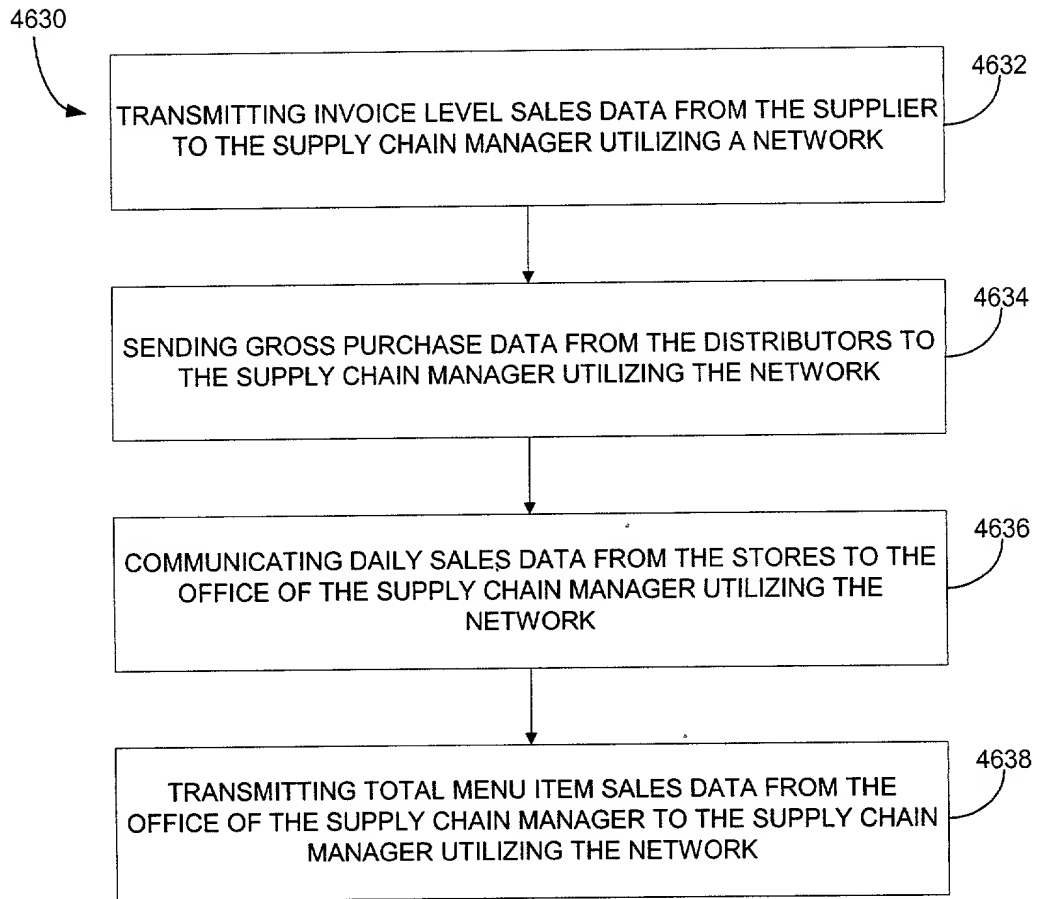 4630
4632
TRANSMITTING INVOICE LEVEL SALES DATA FROM THE SUPPLIER
TO THE SUPPLY CHAIN MANAGER UTILIZING A NETWORK
4634
SENDING GROSS PURCHASE DATA FROM THE DISTRIBUTORS TO
THE SUPPLY CHAIN MANAGER UTILIZING THE NETWORK
4636
COMMUNICATING DAILY SALES DATA FROM THE STORES TO THE
OFFICE OF THE SUPPLY CHAIN MANAGER UTILIZING THE
NETWORK
4638
TRANSMITTING TOTAL MENU ITEM SALES DATA FROM THE
OFFICE OF THE SUPPLY CHAIN MANAGER TO THE SUPPLY CHAIN
MANAGER UTILIZING THE NETWORK